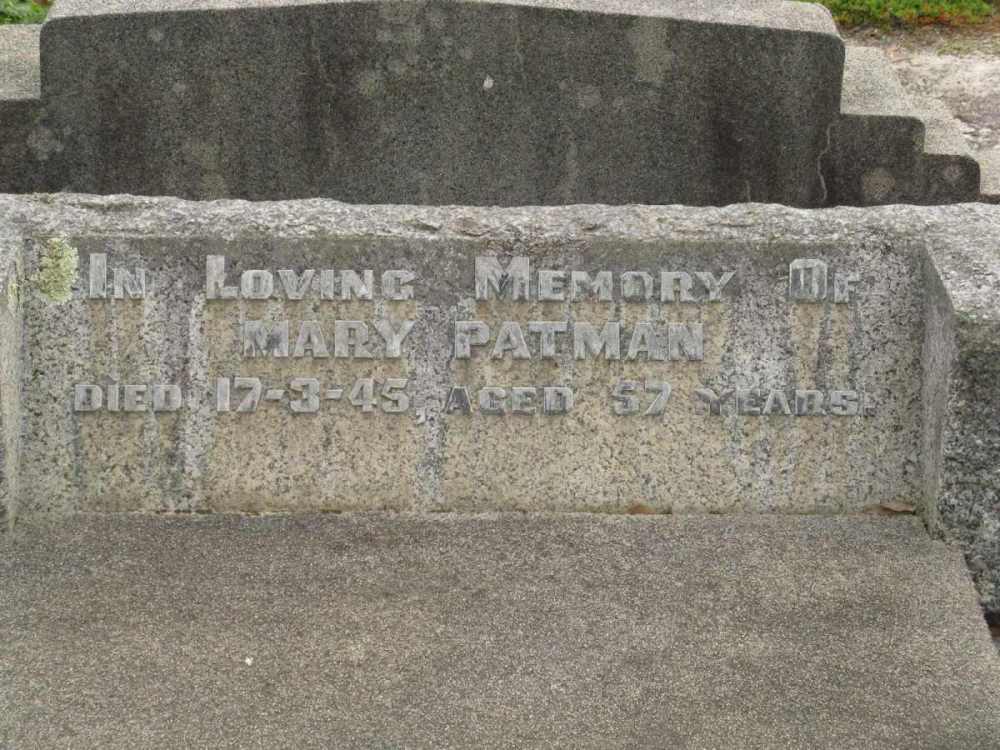 In Loving Memory Of
MARY PATMAN
DIED 17-3-45, AGED 57 YEARS.